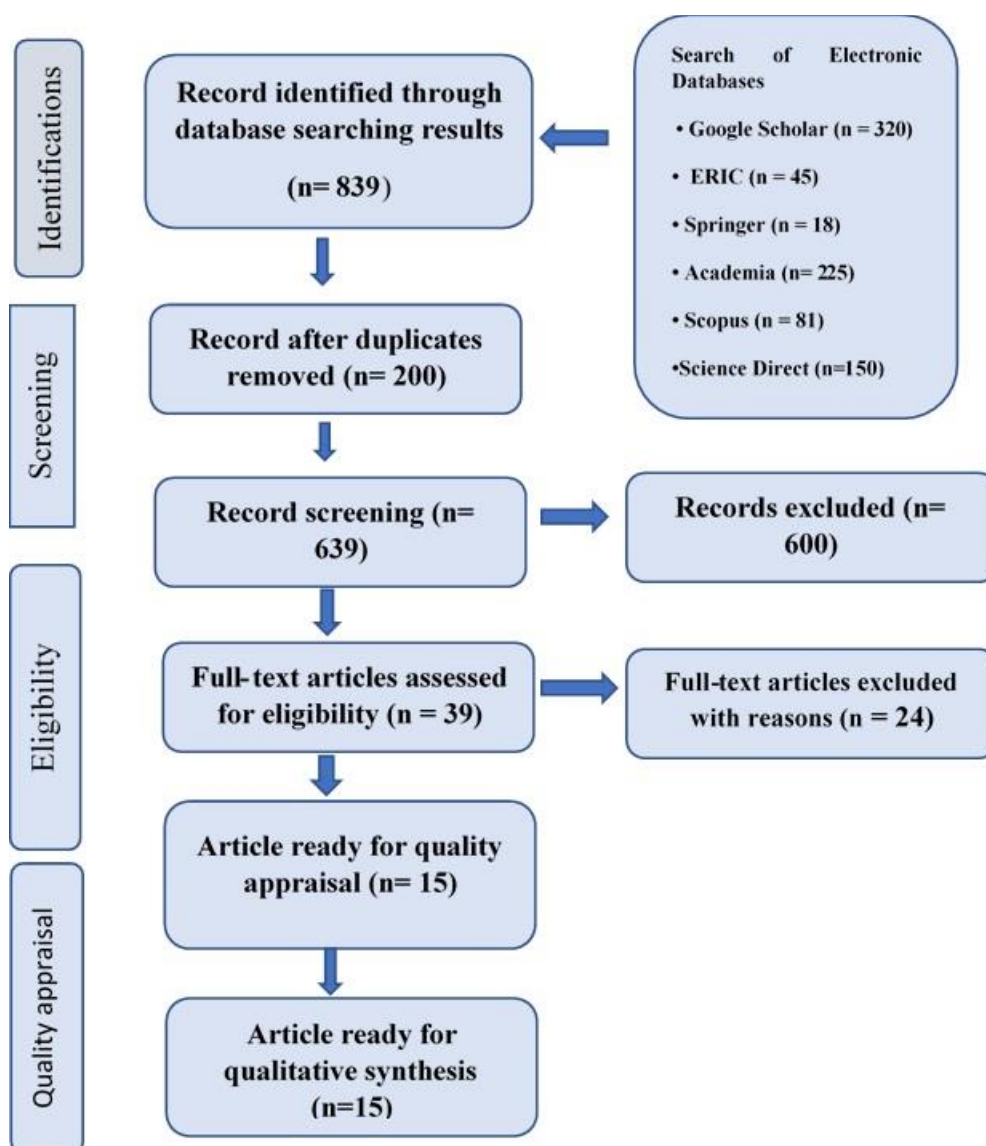 Identifications
Record identified through
database searching results
(n= 839)
Search of Electronic
Databases
• Google Scholar (n = 320)
• ERIC (n = 45)
• Springer (n = 18)
• Academia (n= 225)
• Scopus (n = 81)
•Science Direct (n=150)
Screening
Record after duplicates
removed (n= 200)
Record screening (n=
639)
Records excluded (n=
600)
Eligibility
Full-text articles assessed
for eligibility (n = 39)
Full-text articles excluded
with reasons (n = 24)
Article ready for quality
appraisal (n= 15)
Quality appraisal
Article ready for
qualitative synthesis
(n=15)